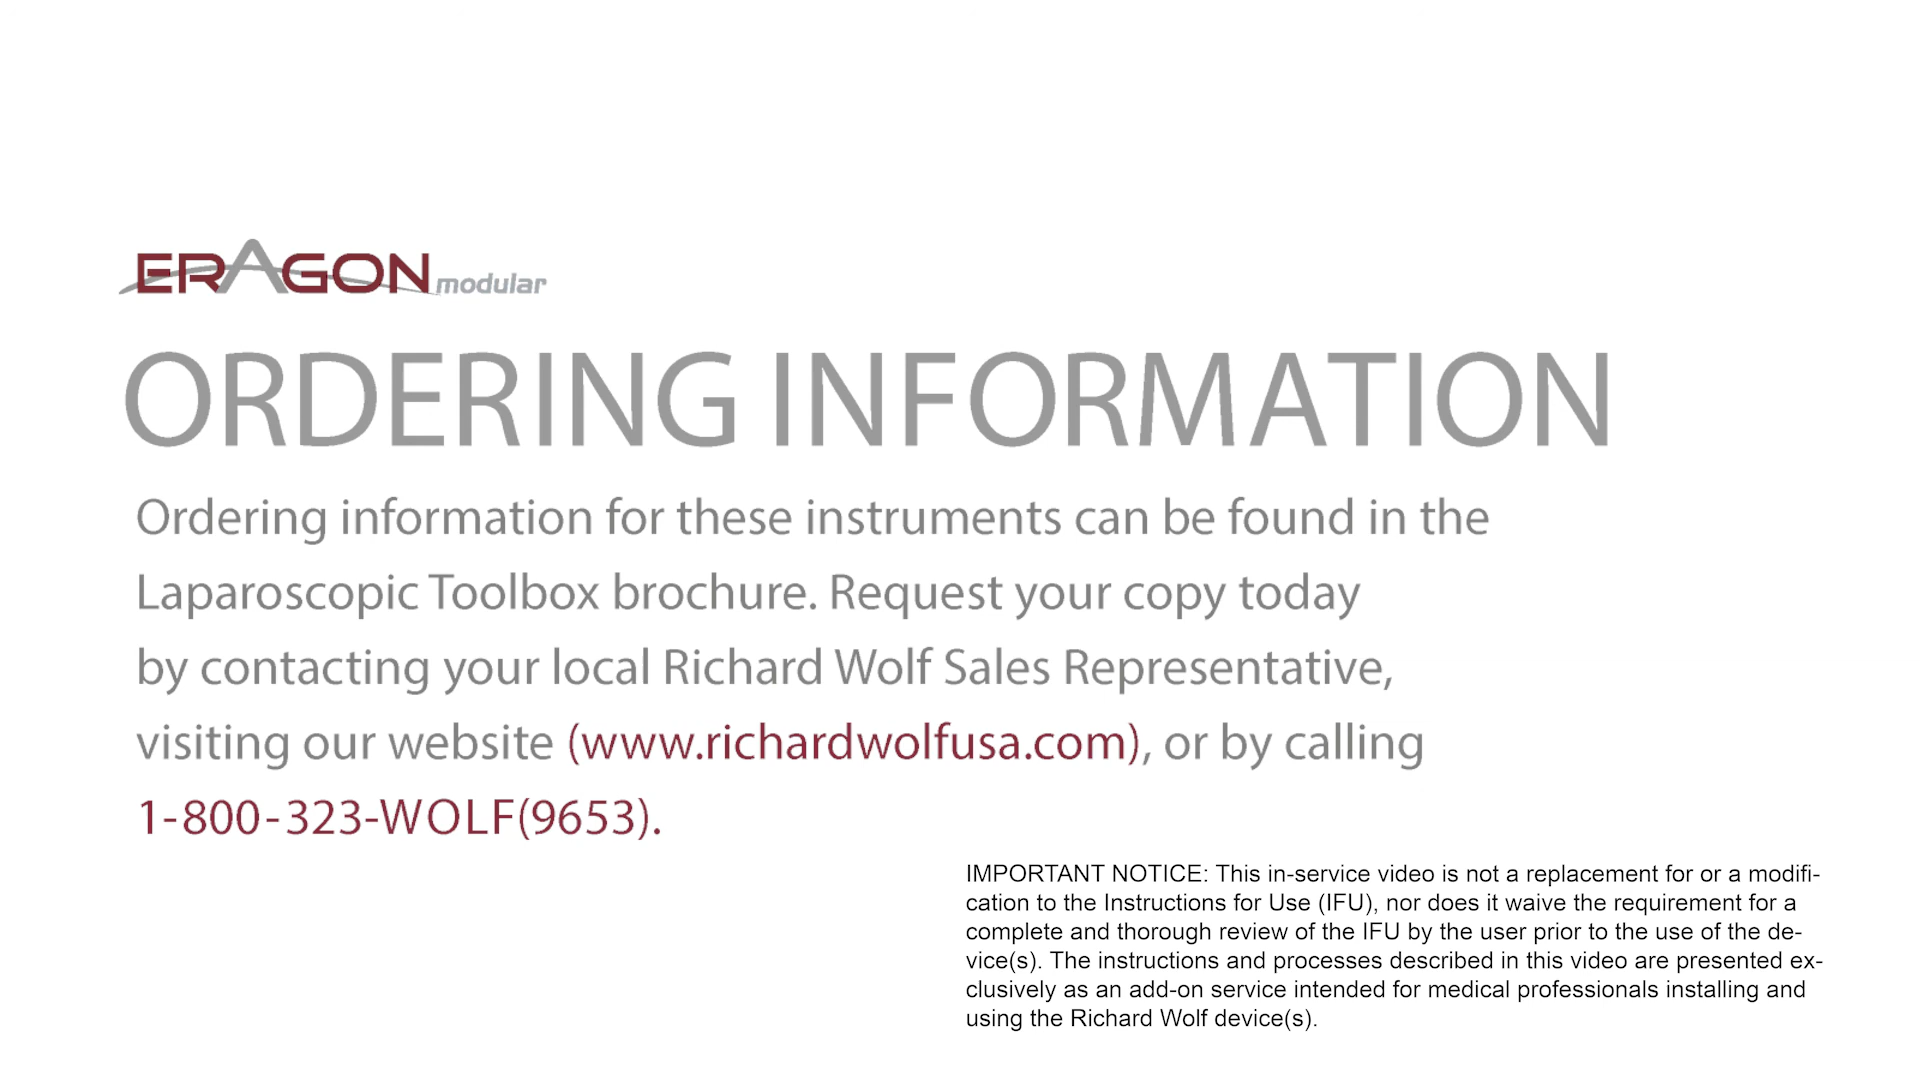 ERAGON modular
ORDERING INFORMATION
Ordering information for these instruments can be found in the
Laparoscopic Toolbox brochure. Request your copy today
by contacting your local Richard Wolf Sales Representative,
visiting our website (www.richardwolfusa.com), or by calling
1-800-323-WOLF(9653).
IMPORTANT NOTICE: This in-service video is not a replacement for or a modifi-
cation to the Instructions for Use (IFU), nor does it waive the requirement for a
complete and thorough review of the IFU by the user prior to the use of the de-
vice(s). The instructions and processes described in this video are presented ex-
clusively as an add-on service intended for medical professionals installing and
using the Richard Wolf device(s).